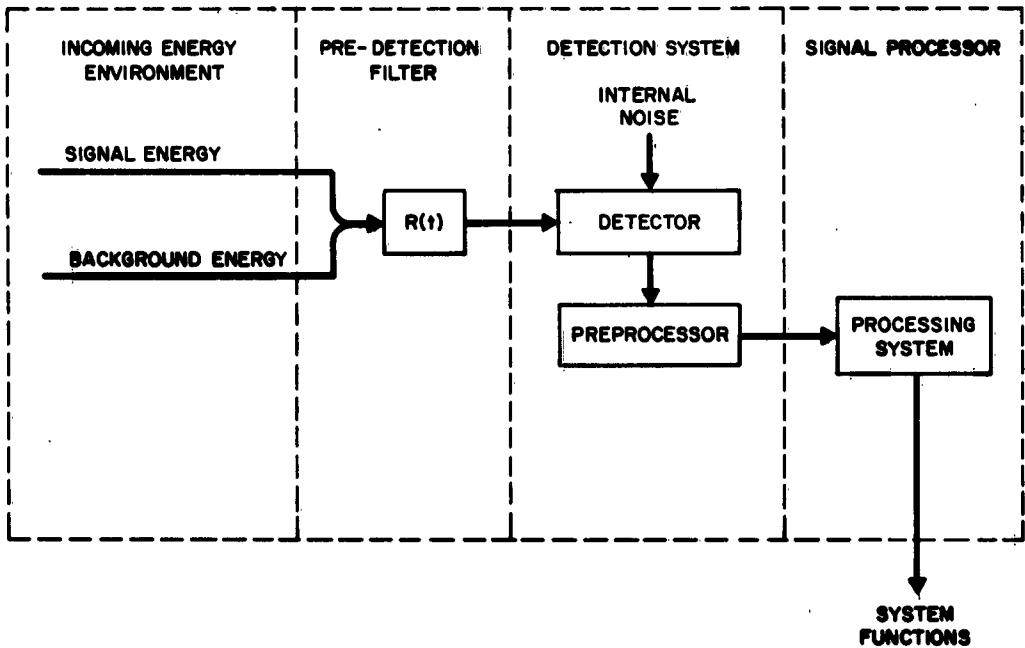 INCOMING ENERGY
ENVIRONMENT
PRE-DETECTION
FILTER
DETECTION SYSTEM
SIGNAL PROCESSOR
INTERNAL
NOISE
SIGNAL ENERGY
R(t)
DETECTOR
BACKGROUND ENERGY
PREPROCESSOR
PROCESSING
SYSTEM
SYSTEM
FUNCTIONS